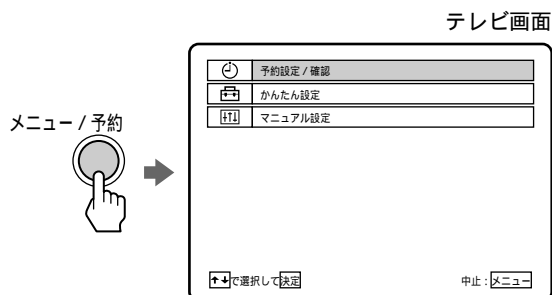 テレビ画面
予約設定 / 確認
かんたん設定
マニュアル設定
メニュー / 予約
で選択して決定
中止 : メニュー